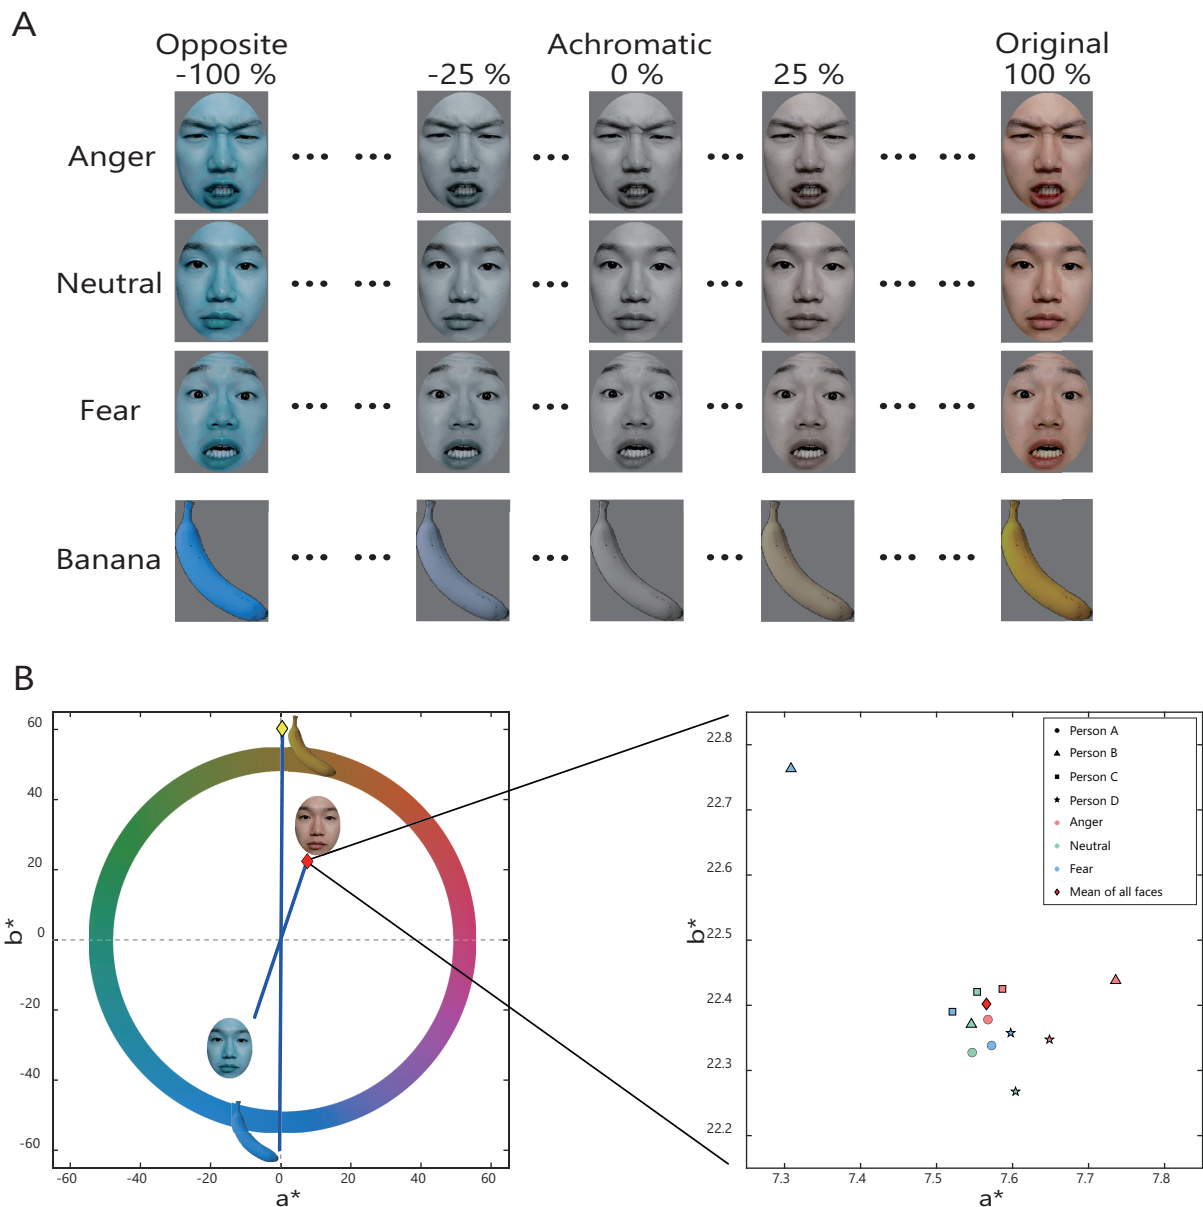 A
Opposite Achromatic Original
-100 % -25 % 0 % 25 % 100 %
Anger
Neutral
Fear
Banana
B
60
40
20
0
-20
-40
-60
b*
-60 -40 -20 0 20 40 60
a*
22.8
22.7
22.6
22.5
22.4
22.3
22.2
b*
7.3 7.4 7.5 7.6 7.7 7.8
a*
Person A
Person B
Person C
Person D
Anger
Neutral
Fear
Mean of all faces